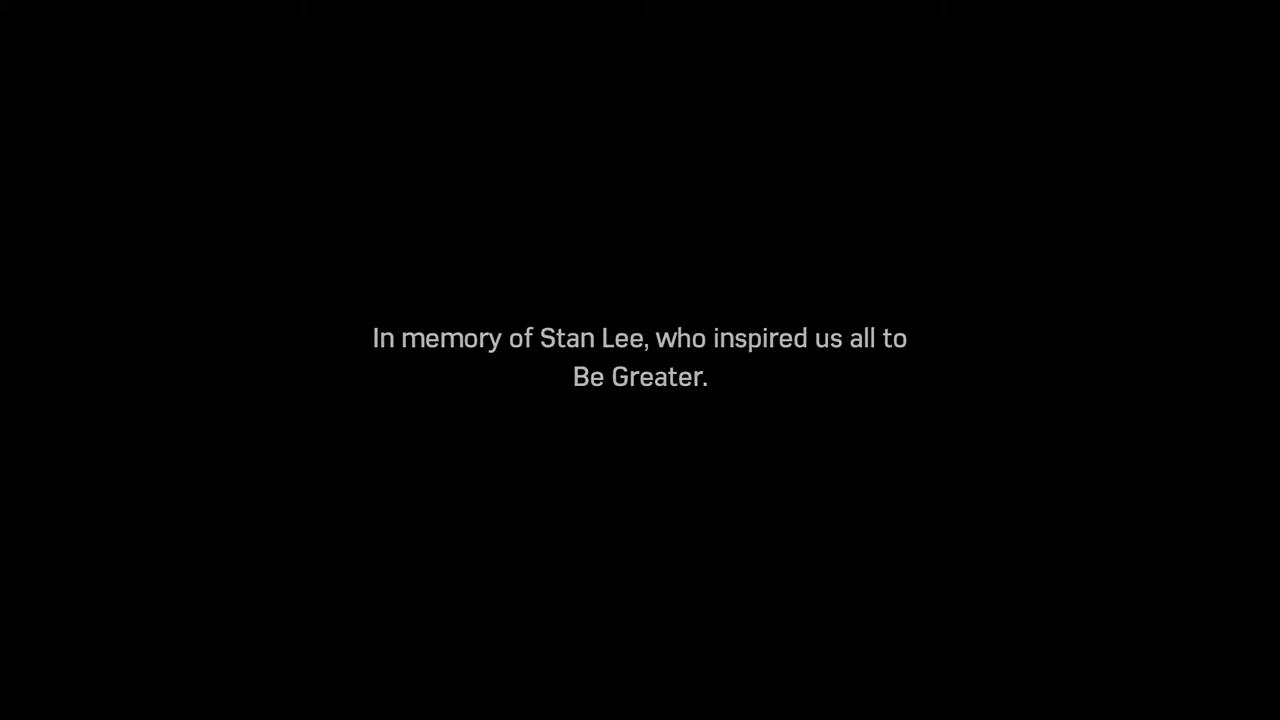 In memory of Stan Lee, who inspired us all to
Be Greater.